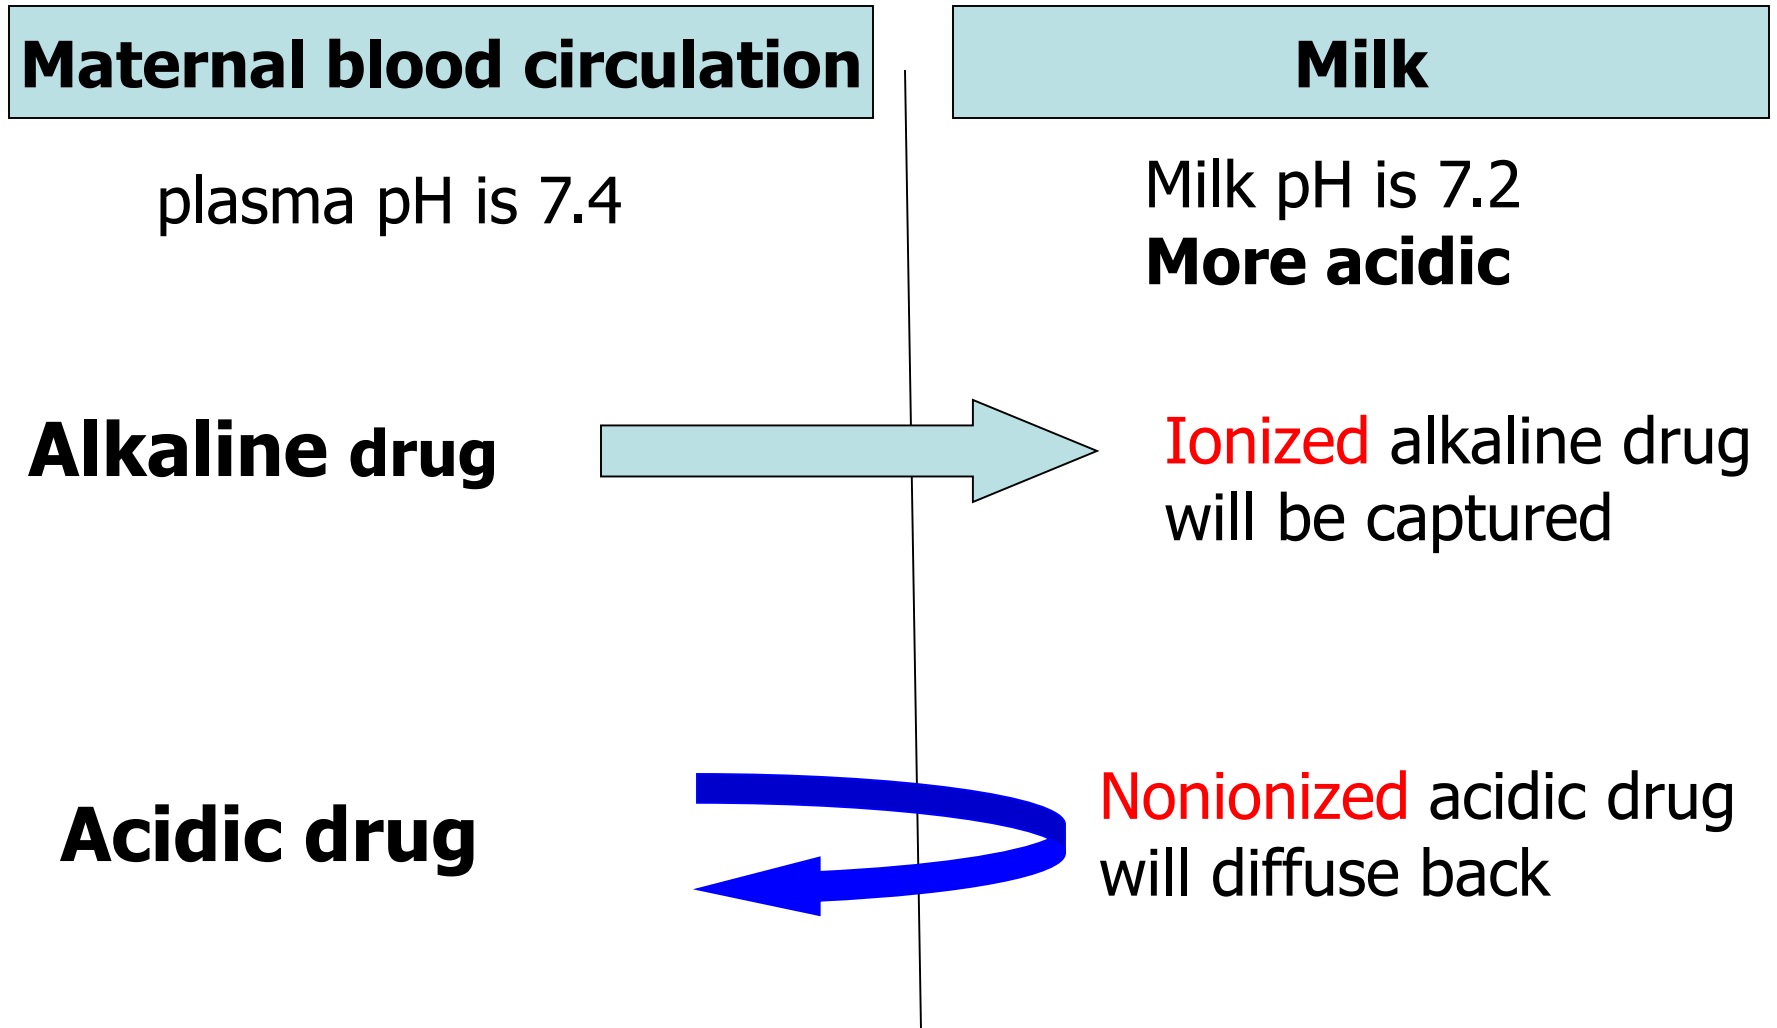 Maternal blood circulation
Milk
plasma pH is 7.4
Milk pH is 7.2
More acidic
Alkaline drug
Ionized alkaline drug
will be captured
Acidic drug
Nonionized acidic drug
will diffuse back